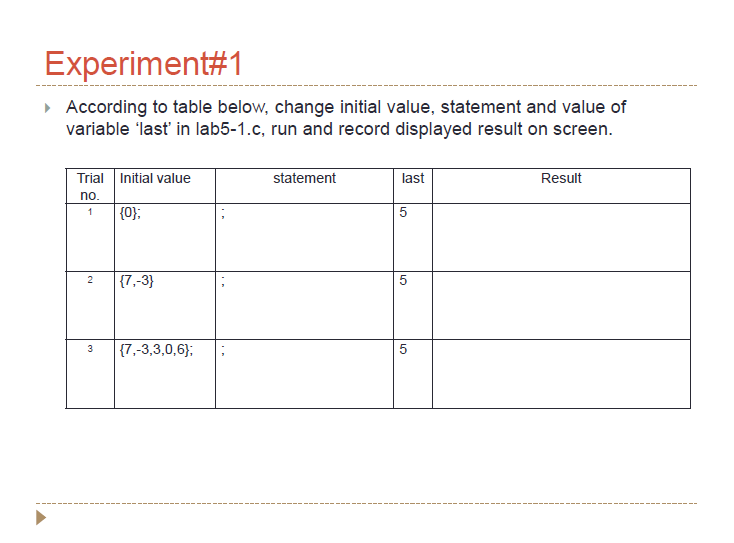 Experiment#1
According to table below, change initial value, statement and value of
variable ‘last’ in lab5-1.c, run and record displayed result on screen.
Trial no. Initial value statement last Result
1 {0}; ; 5
2 {7,-3} ; 5
3 {7,-3,3,0,6}; ; 5